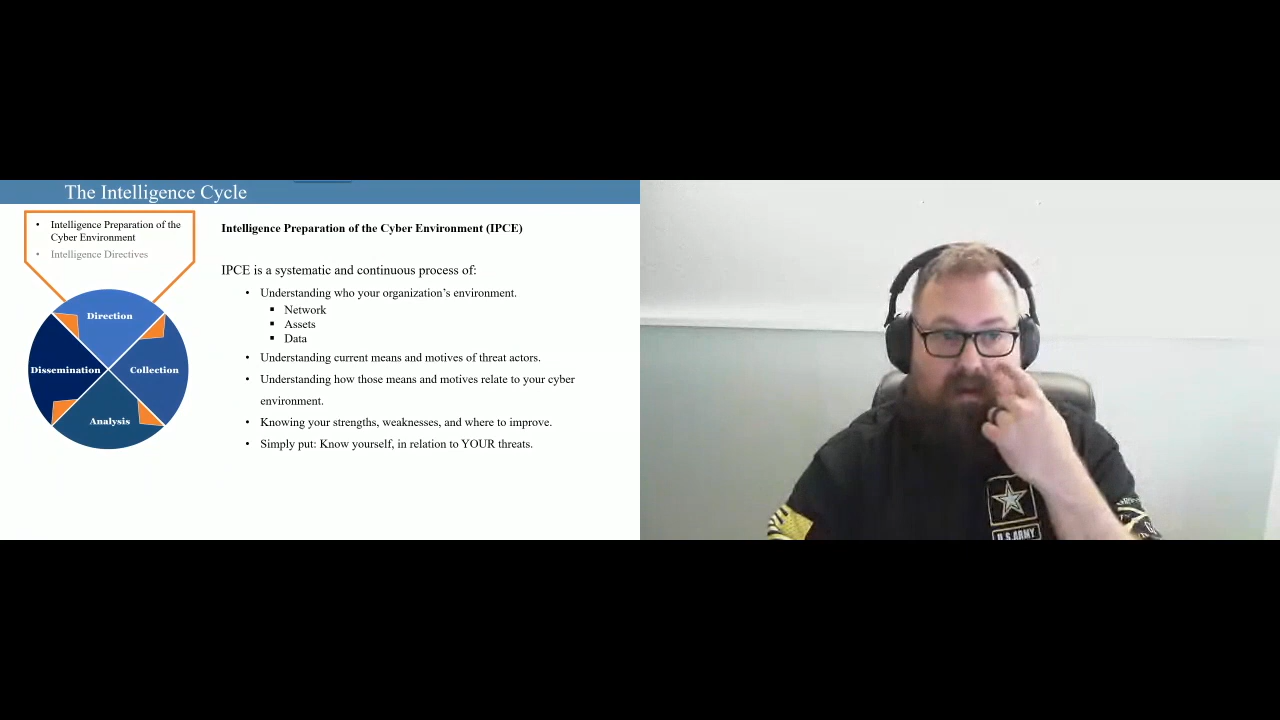 The Intelligence Cycle
• Intelligence Preparation of the
Cyber Environment
• Intelligence Directives
Direction
Dissemination
Collection
Analysis
Intelligence Preparation of the Cyber Environment (IPCE)
IPCE is a systematic and continuous process of:
• Understanding who your organization’s environment.
▪ Network
▪ Assets
▪ Data
• Understanding current means and motives of threat actors.
• Understanding how those means and motives relate to your cyber
environment.
• Knowing your strengths, weaknesses, and where to improve.
• Simply put: Know yourself, in relation to YOUR threats.
U.S. ARMY